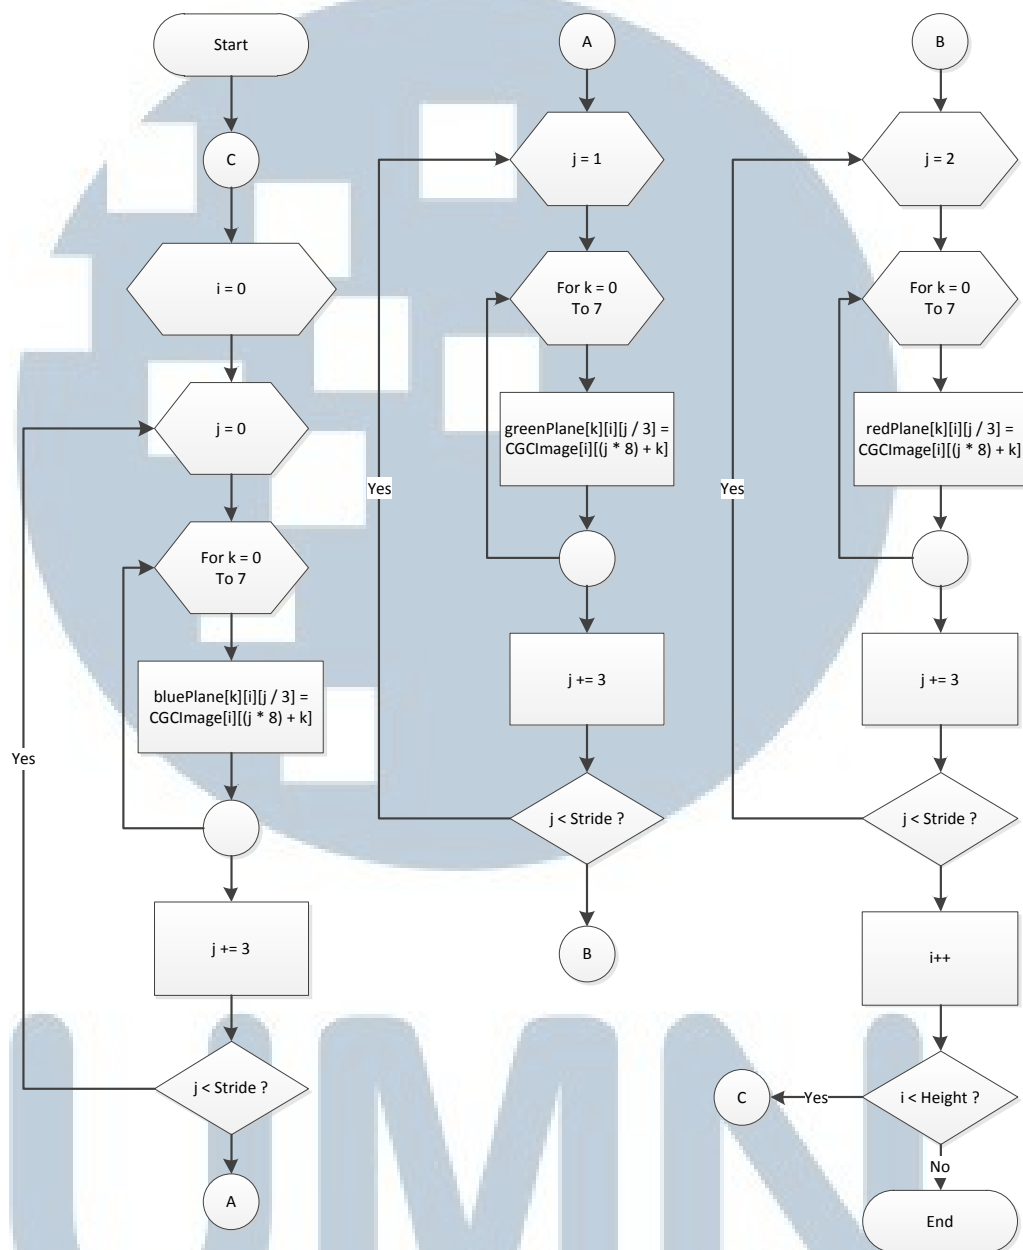 Start
C
i = 0
j = 0
For k = 0
To 7
bluePlane[k][i][j / 3] =
CGCImage[i][(j * 8) + k]
Yes
j += 3
j < Stride ?
A
A
j = 1
For k = 0
To 7
greenPlane[k][i][j / 3] =
CGCImage[i][(j * 8) + k]
Yes
j += 3
j < Stride ?
B
B
j = 2
For k = 0
To 7
redPlane[k][i][j / 3] =
CGCImage[i][(j * 8) + k]
Yes
j += 3
j < Stride ?
i++
i < Height ?
Yes
C
No
End
UMN